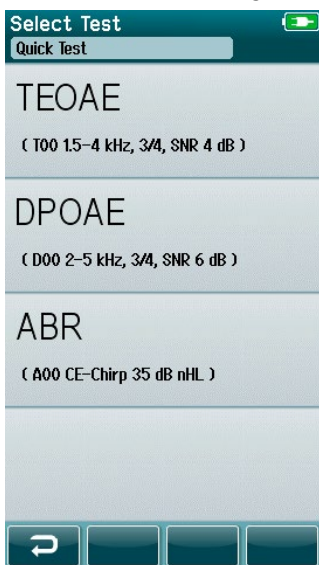 Select Test
Quick Test
TEOAE
( T00 1.5-4 kHz, 3/4, SNR 4 dB )
DPOAE
( D00 2-5 kHz, 3/4, SNR 6 dB )
ABR
( A00 CE-Chirp 35 dB nHL )